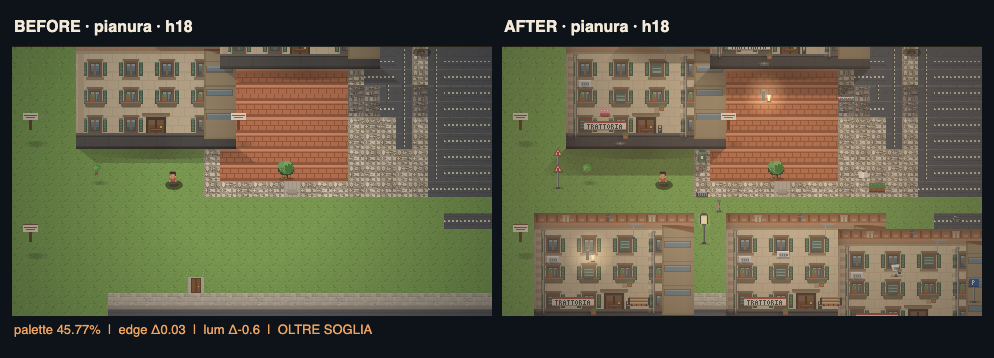 BEFORE · pianura · h18
AFTER · pianura · h18
TRATTORIA
TRATTORIA
TRATTORIA
TRATTORIA
P
palette 45.77% | edge Δ0.03 | lum Δ-0.6 | OLTRE SOGLIA